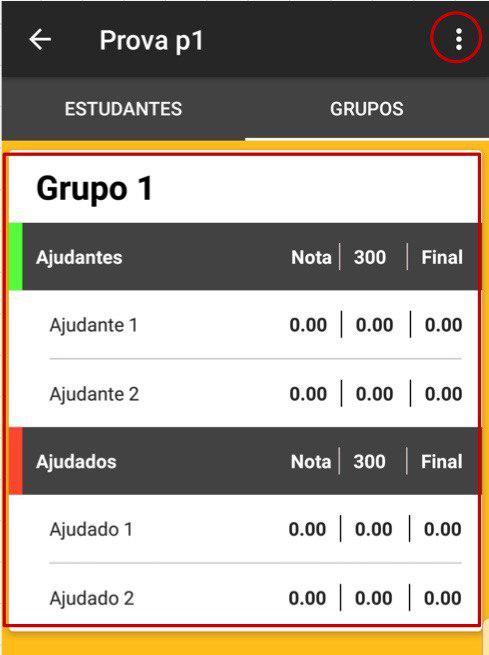 Prova p1
ESTUDANTES GRUPOS
Grupo 1
Ajudantes Nota 300 Final
Ajudante 1 0.00 0.00 0.00
Ajudante 2 0.00 0.00 0.00
Ajudados Nota 300 Final
Ajudado 1 0.00 0.00 0.00
Ajudado 2 0.00 0.00 0.00